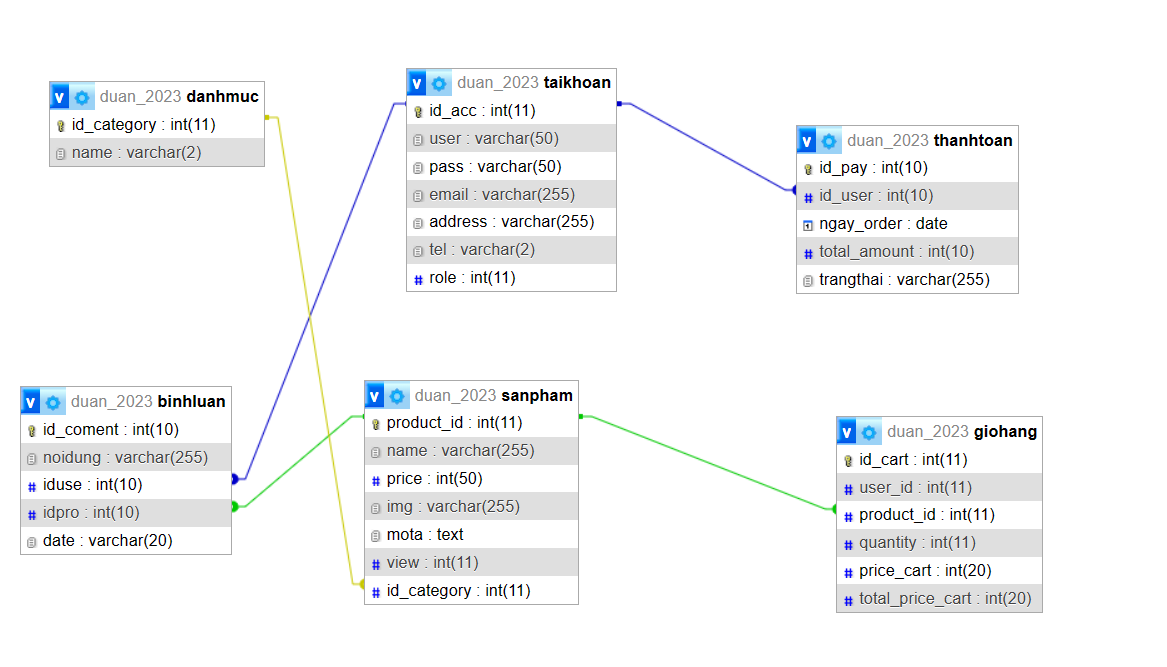 v duan_2023 danhmuc
id_category : int(11)
name : varchar(2)
v duan_2023 taikhoan
id_acc : int(11)
user : varchar(50)
pass : varchar(50)
email : varchar(255)
address : varchar(255)
tel : varchar(2)
# role : int(11)
v duan_2023 thanhtoan
id_pay : int(10)
# id_user : int(10)
ngay_order : date
# total_amount : int(10)
trangthai : varchar(255)
v duan_2023 binhluan
id_coment : int(10)
noidung : varchar(255)
# iduse : int(10)
# idpro : int(10)
date : varchar(20)
v duan_2023 sanpham
product_id : int(11)
name : varchar(255)
# price : int(50)
img : varchar(255)
mota : text
# view : int(11)
# id_category : int(11)
v duan_2023 giohang
id_cart : int(11)
# user_id : int(11)
# product_id : int(11)
# quantity : int(11)
# price_cart : int(20)
# total_price_cart : int(20)